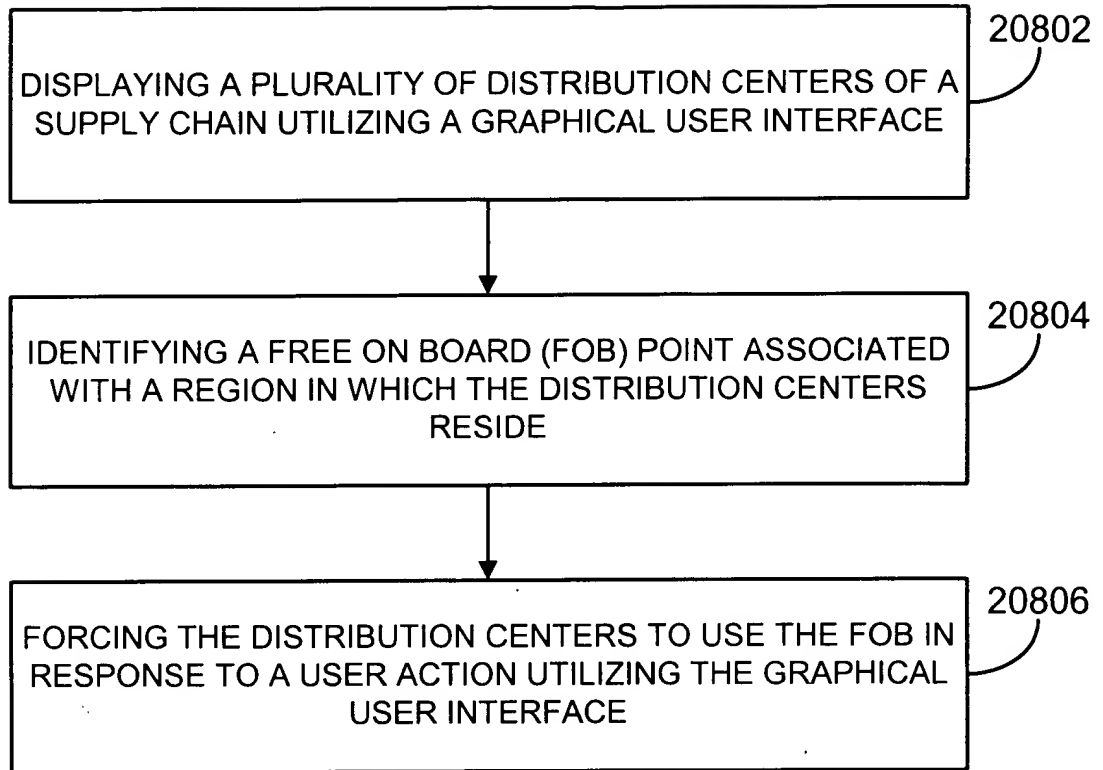 20802
DISPLAYING A PLURALITY OF DISTRIBUTION CENTERS OF A
SUPPLY CHAIN UTILIZING A GRAPHICAL USER INTERFACE
20804
IDENTIFYING A FREE ON BOARD (FOB) POINT ASSOCIATED
WITH A REGION IN WHICH THE DISTRIBUTION CENTERS
RESIDE
20806
FORCING THE DISTRIBUTION CENTERS TO USE THE FOB IN
RESPONSE TO A USER ACTION UTILIZING THE GRAPHICAL
USER INTERFACE